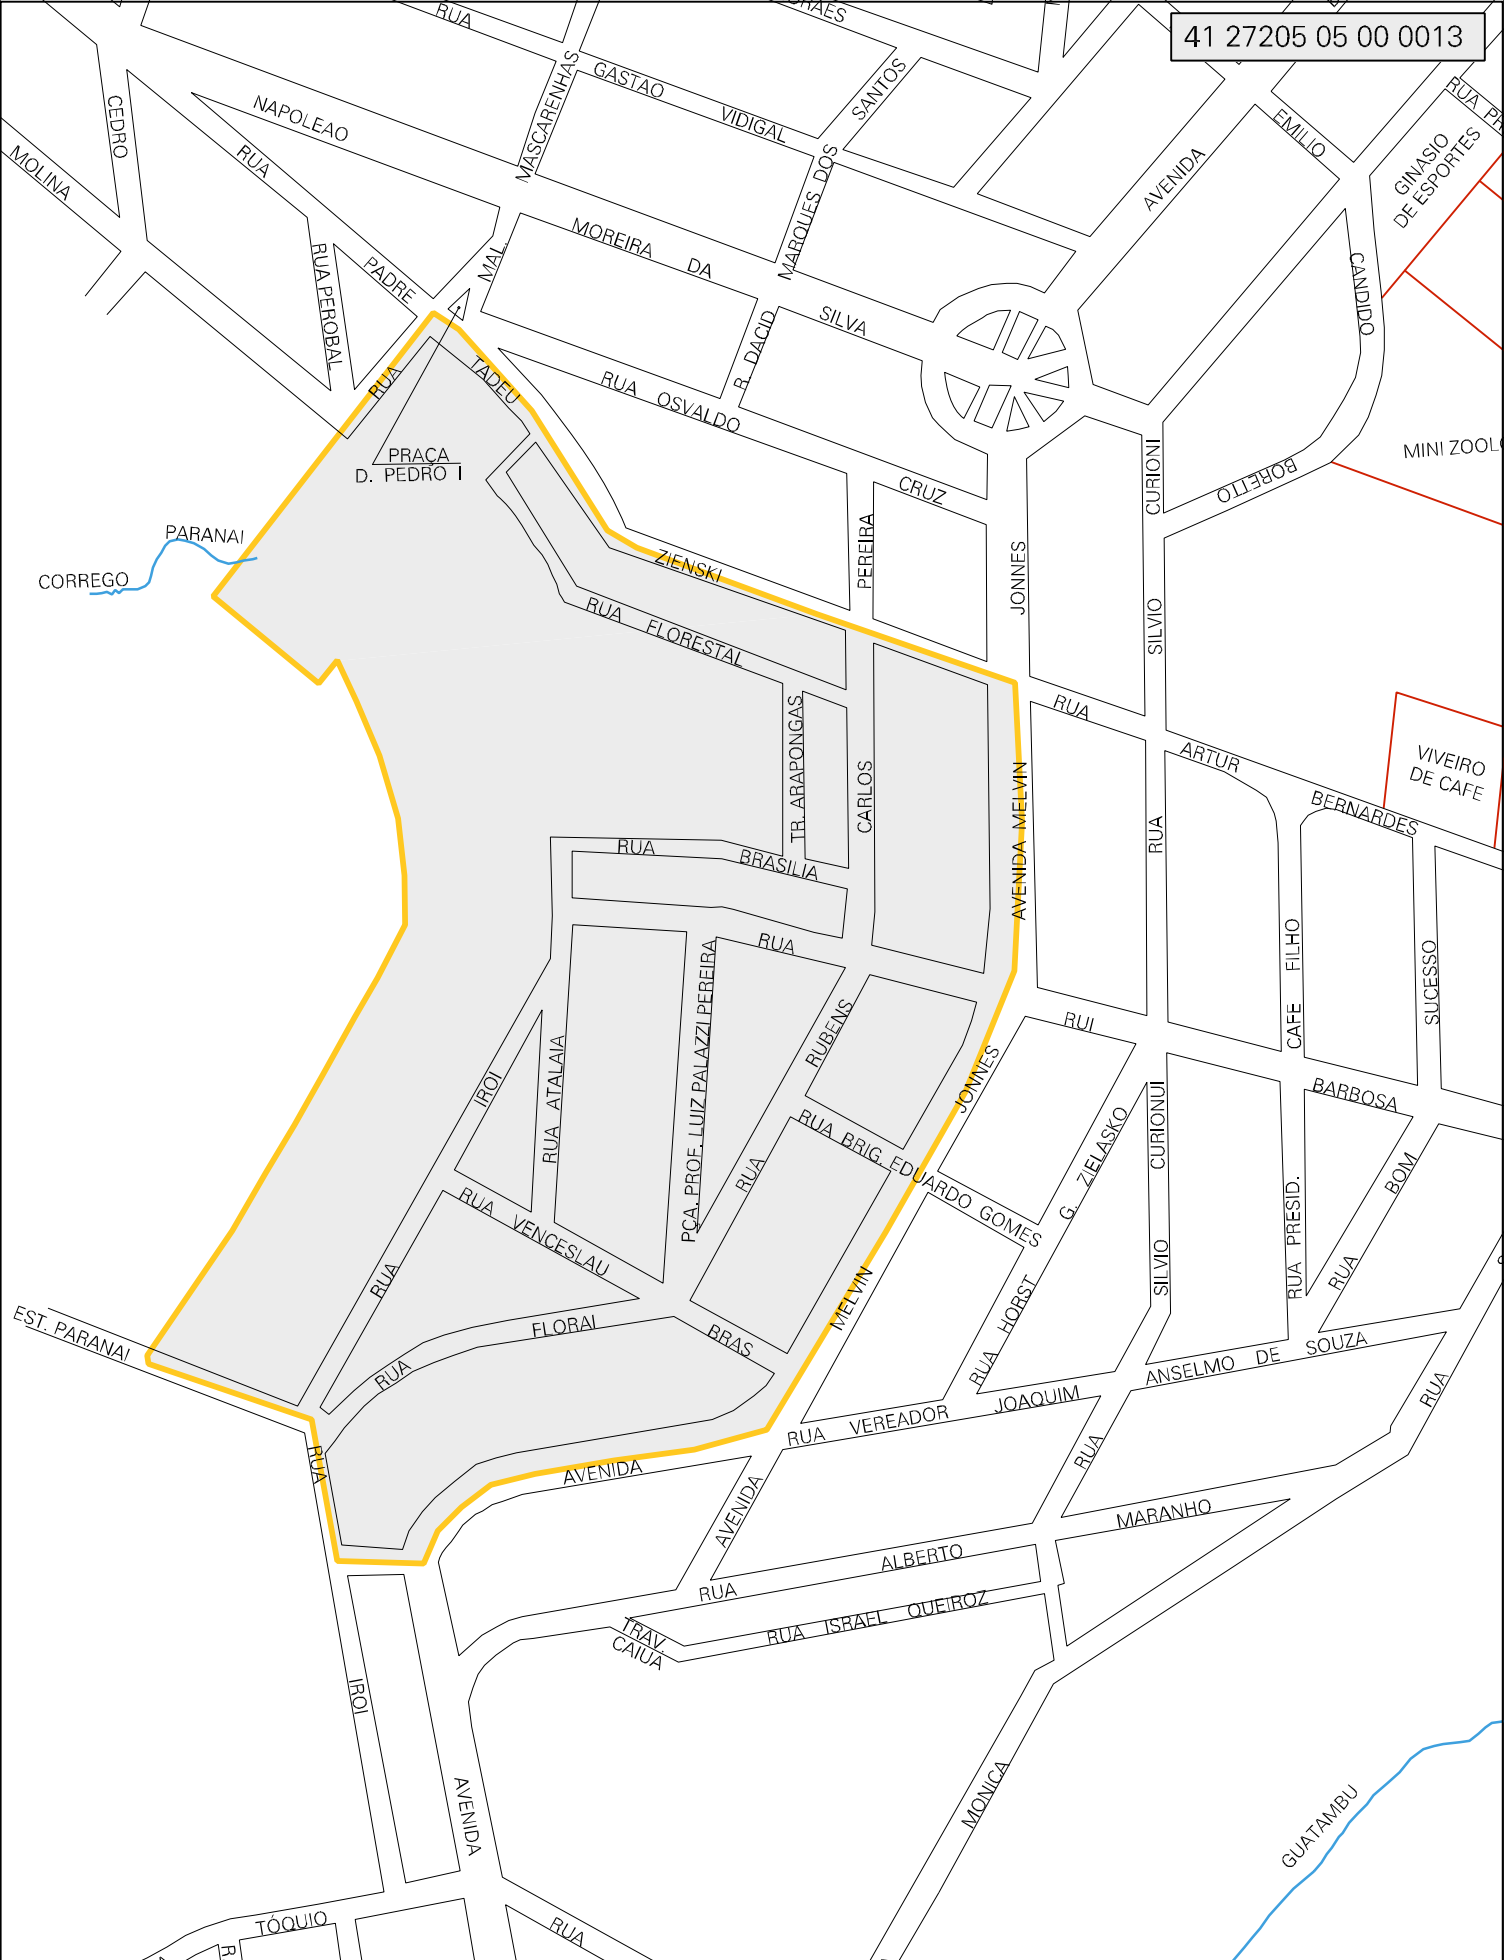 41 27205 05 00 0013
RUA
MASCARENHAS
GASTAO
VIDIGAL
SANTOS
CEDRO
NAPOLEAO
RUA
MOLINA
EMILIO
GINASIO
DE ESPORTES
AVENIDA
MARQUES DOS
MOREIRA
DA
MAL.
RUA PEROBAL
PADRE
CANDIDO
SILVA
R. DACIO
RUA
TADEU
RUA
OSVALDO
PRAÇA
D. PEDRO I
CRUZ
CURIONI
BOREITO
PARANAI
CORREGO
ZIENSKI
PEREIRA
JONNES
SILVIO
RUA
FLORESTAL
TR. ARAPONGAS
CARLOS
RUA
ARTUR
VIVEIRO
DE CAFE
BERNARDES
AVENIDA MELVIN
RUA
RUA
BRASILIA
RUA
FILHO
CAFE
SUCESSO
PCA. PROF. LUIZ PALAZZI PEREIRA
RUBENS
RUI
JONNES
IROI
RUA ATALAIA
BARBOSA
CURIONUI
RUA BRIG. EDUARDO GOMES
G. ZIELASKO
RUA
BOM
RUA
VENCESLAU
RUA PRESID.
SILVIO
RUA
RUA
MELVIN
RUA HORST
EST. PARANAI
FLORAI
BRAS
RUA
ANSELMO DE SOUZA
JOAQUIM
RUA VEREADOR
RUA
RUA
RUA
AVENIDA
AVENIDA
MARANHO
ALBERTO
RUA
RUA ISRAEL QUEIROZ
TRAV.
CAIUA
IROI
AVENIDA
MONICA
GUATAMBU
TÓQUIO
RUA
R